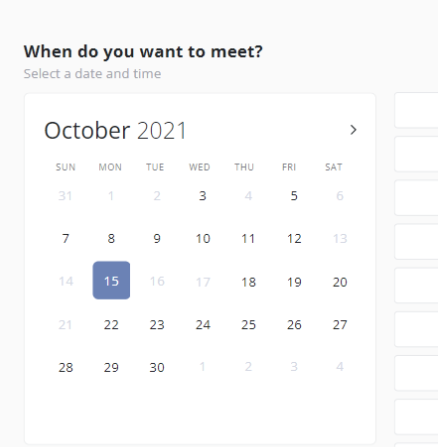 When do you want to meet?
Select a date and time
October 2021
SUN MON TUE WED THU FRI SAT
31 1 2 3 4 5 6
7 8 9 10 11 12 13
14 15 16 17 18 19 20
21 22 23 24 25 26 27
28 29 30 1 2 3 4